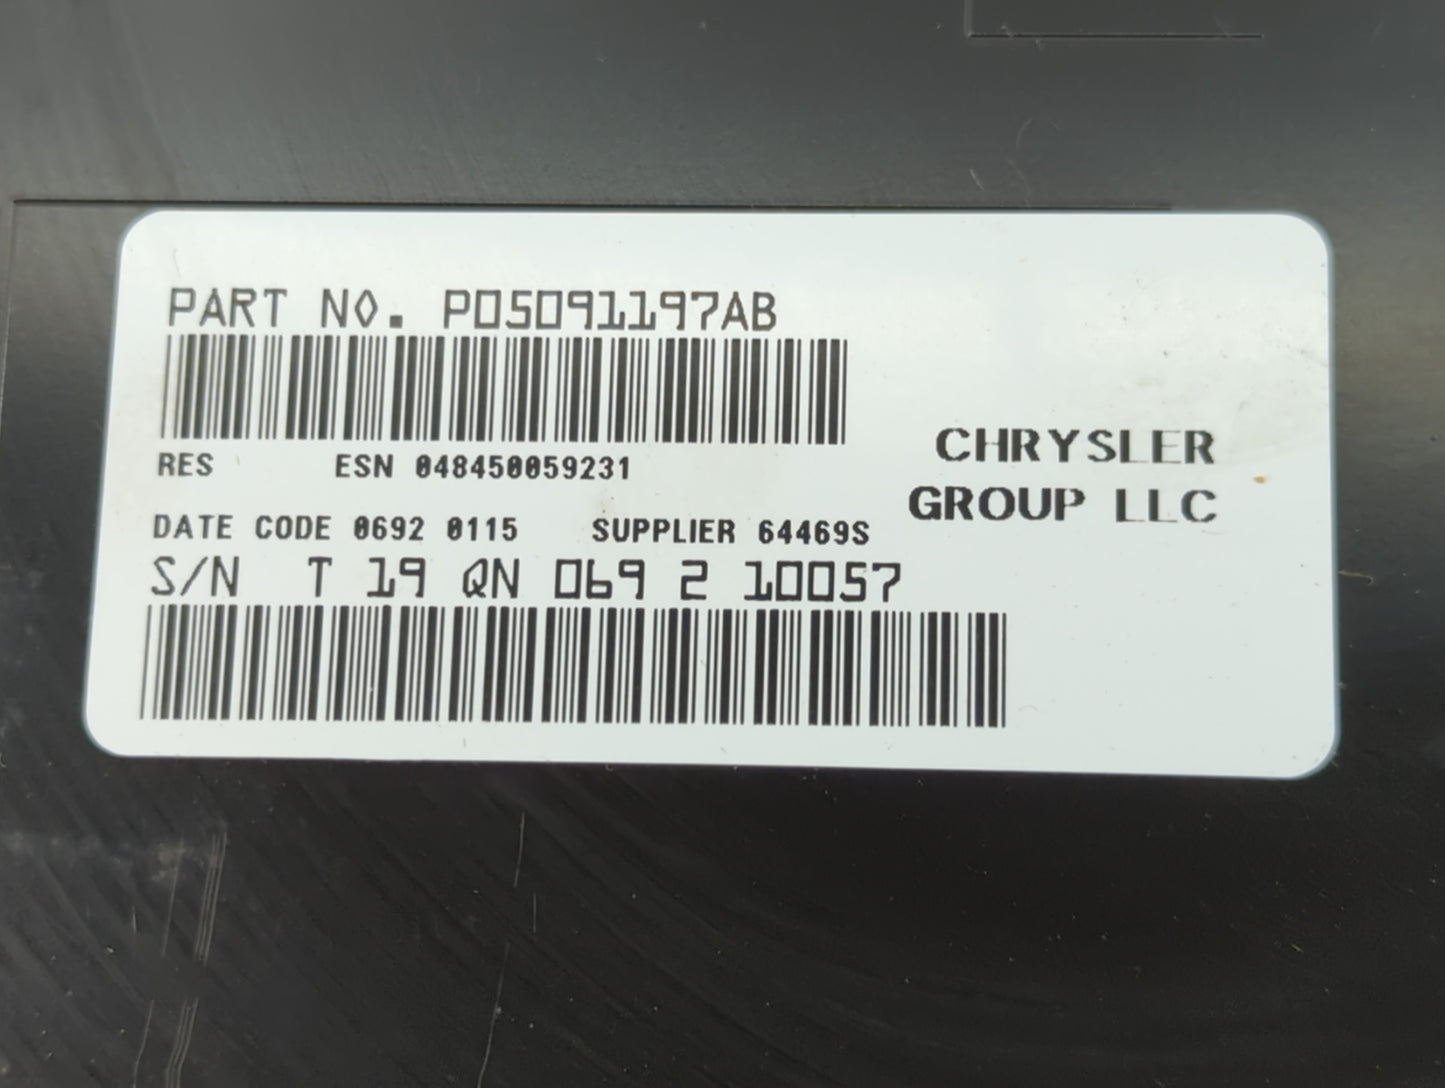 PART NO. P05091197AB
RES ESN 048450059231
CHRYSLER
GROUP LLC
DATE CODE 0692 0115 SUPPLIER 64469S
S/N T 19 QN 069 2 10057